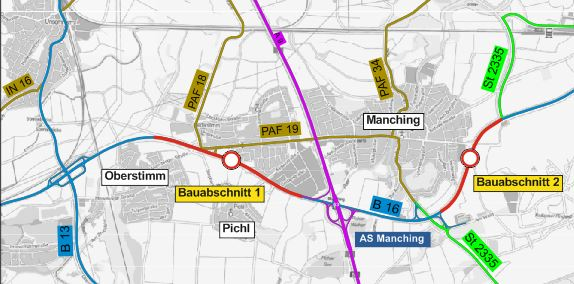 IN 16
PAF 18
A9
PAF 34
St 2335
PAF 19
Manching
Oberstimm
Bauabschnitt 1
Bauabschnitt 2
Pichl
B 16
B 13
AS Manching
St 2335